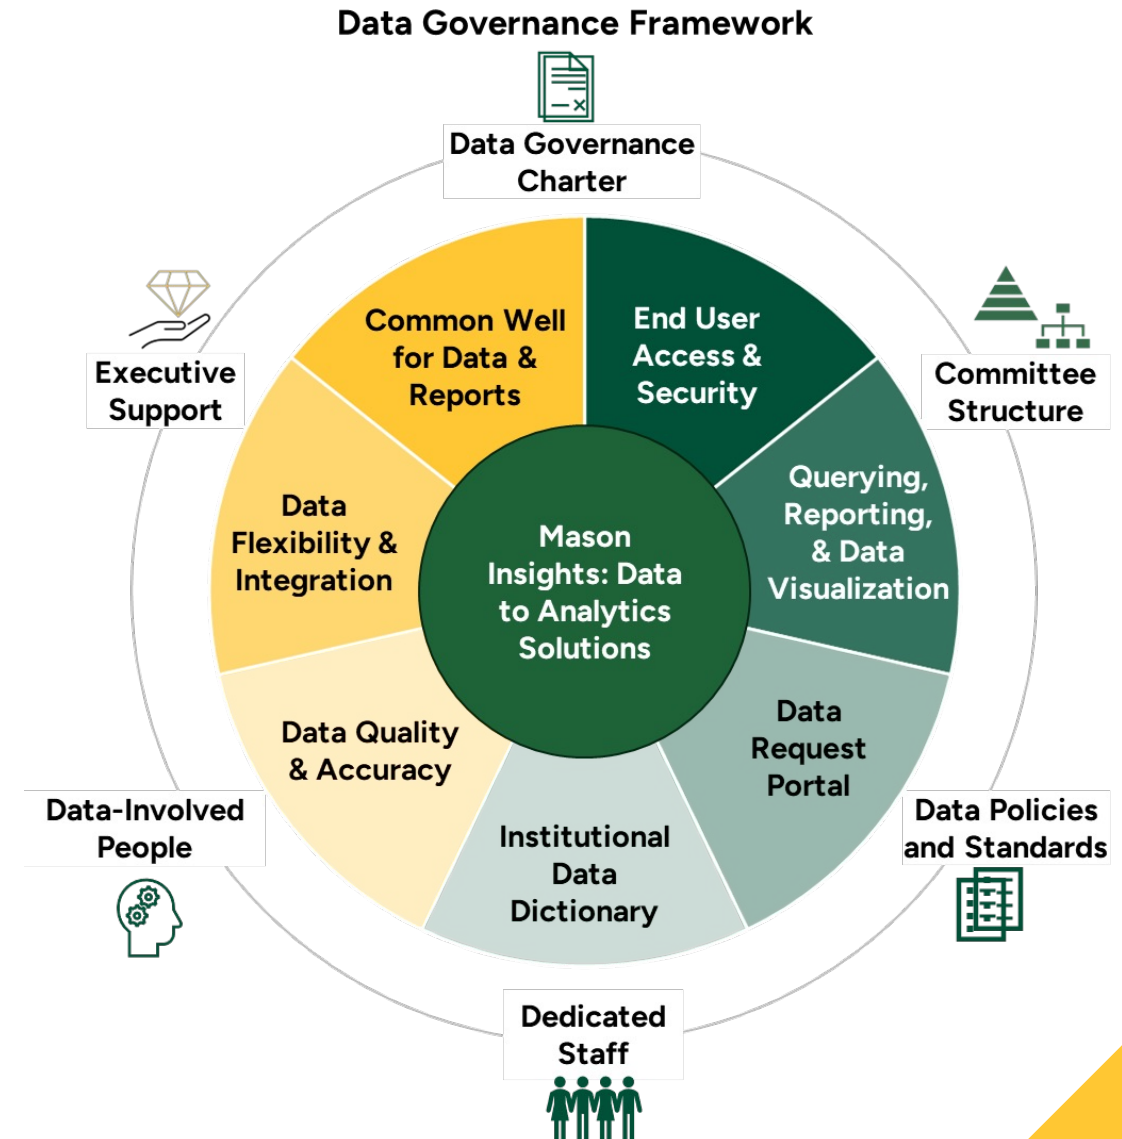 Data Governance Framework
Data Governance
Charter
Executive
Support
Committee
Structure
Common Well
for Data &
Reports
End User
Access &
Security
Querying,
Reporting,
& Data
Visualization
Data
Flexibility &
Integration
Mason
Insights: Data
to Analytics
Solutions
Data Quality
& Accuracy
Data
Request
Portal
Institutional
Data
Dictionary
Data-Involved
People
Data Policies
and Standards
Dedicated
Staff